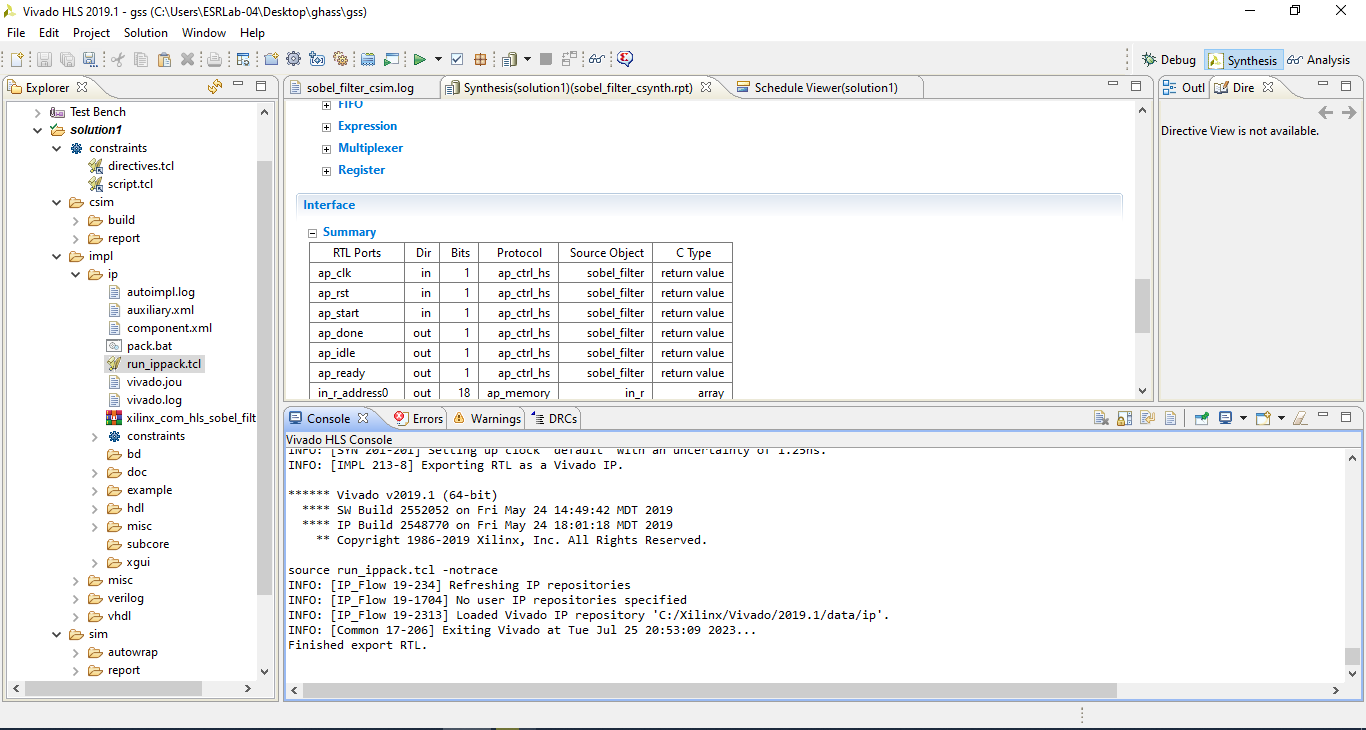 Vivado HLS 2019.1 - gss (C:\Users\ESRLab-04\Desktop\ghass\gss)
File Edit Project Solution Window Help
Debug Synthesis Analysis
Explorer
Test Bench
solution1
constraints
directives.tcl
script.tcl
csim
build
report
impl
ip
autoimpl.log
auxiliary.xml
component.xml
pack.bat
run_ippack.tcl
vivado.jou
vivado.log
xilinx_com_hls_sobel_filt
constraints
bd
doc
example
hdl
misc
subcore
xgui
misc
verilog
vhdl
sim
autowrap
report
sobel_filter_csim.log Synthesis(solution1)(sobel_filter_csynth.rpt) Schedule Viewer(solution1)
FIFO
Expression
Multiplexer
Register
Interface
Summary
RTL Ports Dir Bits Protocol Source Object C Type
ap_clk in 1 ap_ctrl_hs sobel_filter return value
ap_rst in 1 ap_ctrl_hs sobel_filter return value
ap_start in 1 ap_ctrl_hs sobel_filter return value
ap_done out 1 ap_ctrl_hs sobel_filter return value
ap_idle out 1 ap_ctrl_hs sobel_filter return value
ap_ready out 1 ap_ctrl_hs sobel_filter return value
in_r_address0 out 18 ap_memory in_r array
Outl Dire
Directive View is not available.
Console Errors Warnings DRCs
Vivado HLS Console
INFO: [SYN 201-201] Setting up clock 'default' with an uncertainty of 1.25ns.
INFO: [IMPL 213-8] Exporting RTL as a Vivado IP.
****** Vivado v2019.1 (64-bit)
**** SW Build 2552052 on Fri May 24 14:49:42 MDT 2019
**** IP Build 2548770 on Fri May 24 18:01:18 MDT 2019
** Copyright 1986-2019 Xilinx, Inc. All Rights Reserved.
source run_ippack.tcl -notrace
INFO: [IP_Flow 19-234] Refreshing IP repositories
INFO: [IP_Flow 19-1704] No user IP repositories specified
INFO: [IP_Flow 19-2313] Loaded Vivado IP repository 'C:/Xilinx/Vivado/2019.1/data/ip'.
INFO: [Common 17-206] Exiting Vivado at Tue Jul 25 20:53:09 2023...
Finished export RTL.